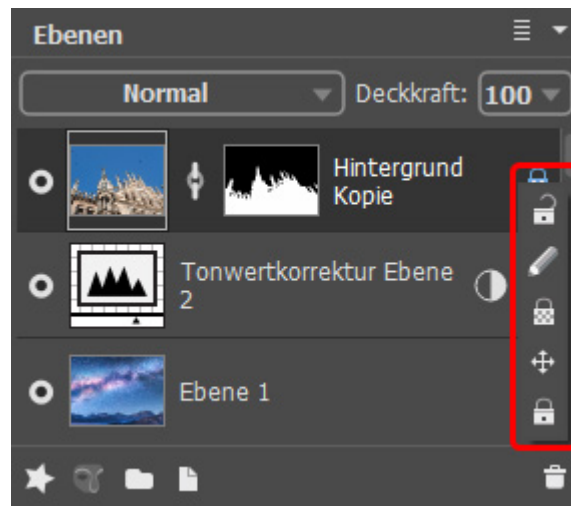 Ebenen
Normal Deckkraft: 100
Hintergrund
Kopie
Tonwertkorrektur Ebene
2
Ebene 1